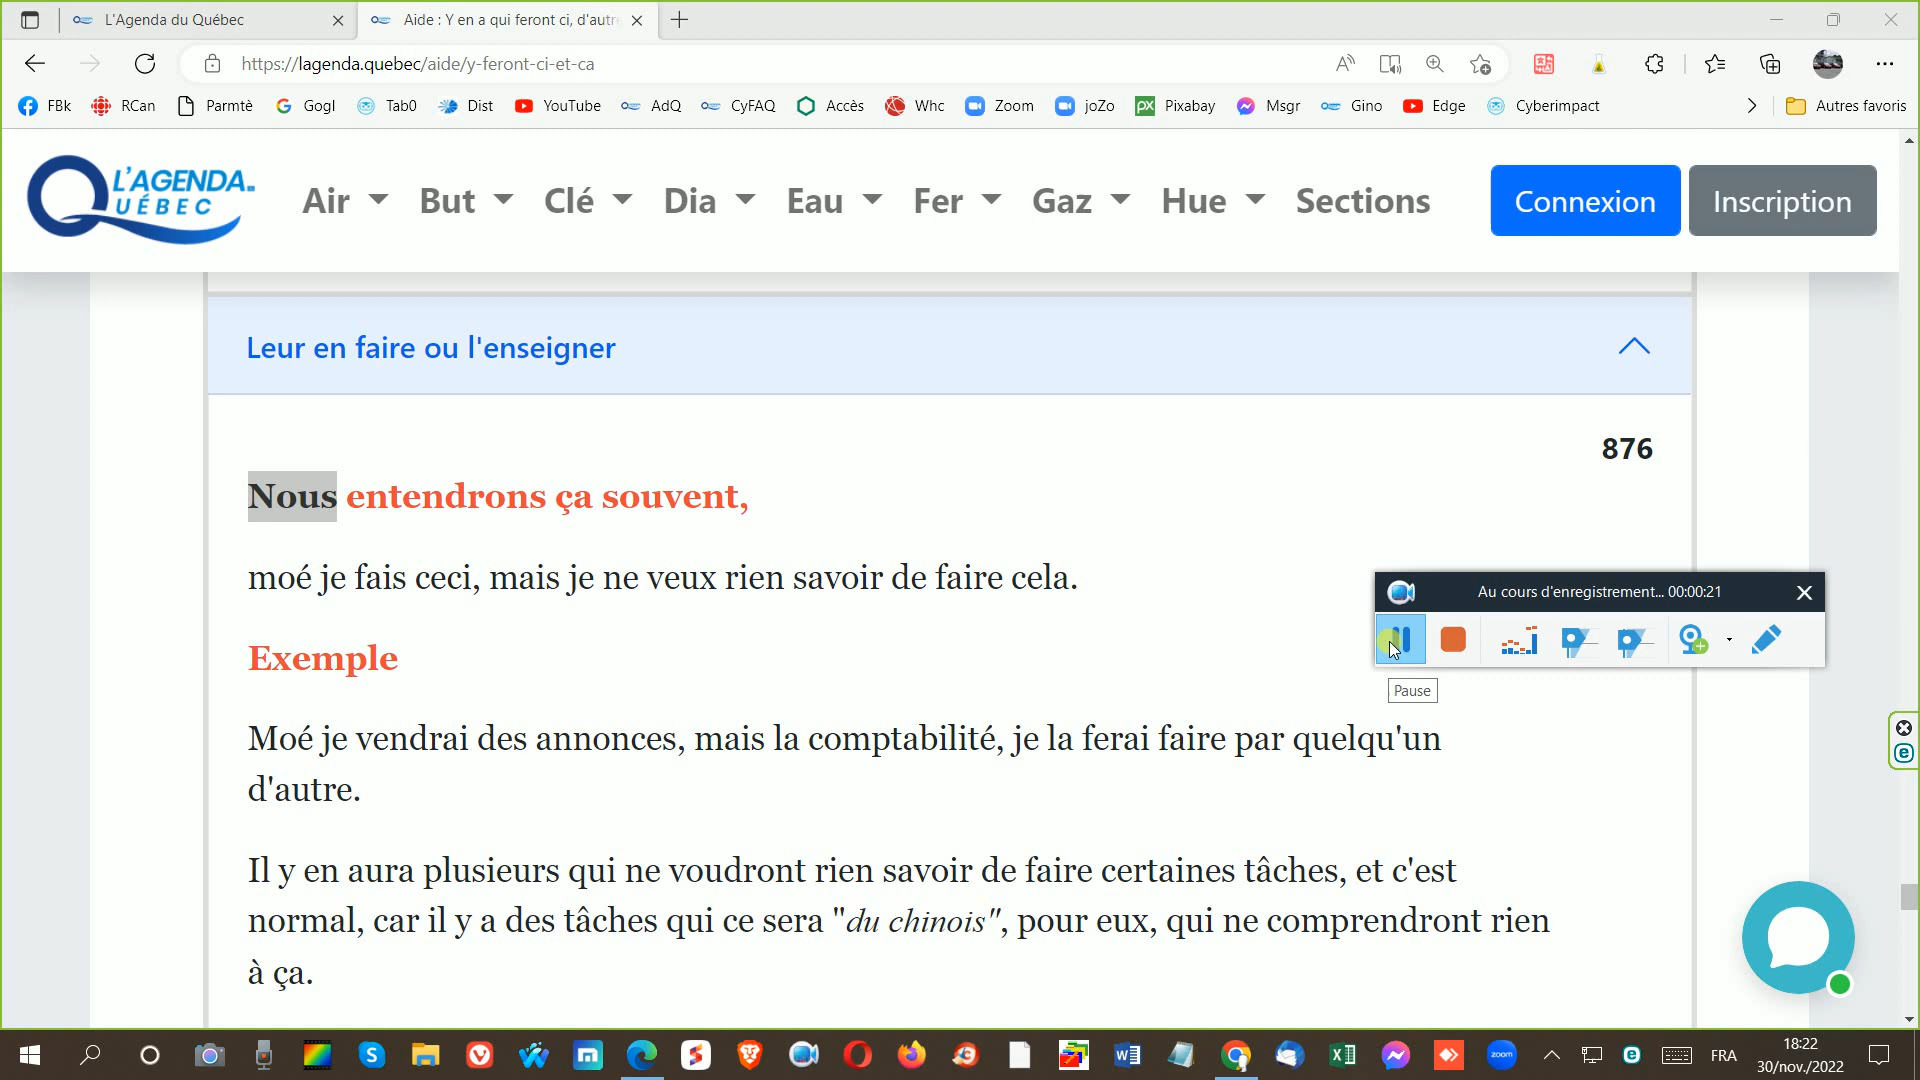 L'Agenda du Québec
Aide : Y en a qui feront ci, d'autre
https://lagenda.quebec/aide/y-feront-ci-et-ca
FBk RCan Parmtè Gogl Tab0 Dist YouTube AdQ CyFAQ Accès Whc Zoom joZo Pixabay Msgr Gino Edge Cyberimpact Autres favoris
L'AGENDA.
QUÉBEC
Air But Clé Dia Eau Fer Gaz Hue Sections Connexion Inscription
Leur en faire ou l'enseigner
876
Nous entendrons ça souvent,
moé je fais ceci, mais je ne veux rien savoir de faire cela.
Au cours d'enregistrement... 00:00:21
Pause
Exemple
Moé je vendrai des annonces, mais la comptabilité, je la ferai faire par quelqu'un
d'autre.
Il y en aura plusieurs qui ne voudront rien savoir de faire certaines tâches, et c'est
normal, car il y a des tâches qui ce sera "du chinois", pour eux, qui ne comprendront rien
à ça.
zoom
FRA
18:22
30/nov./2022